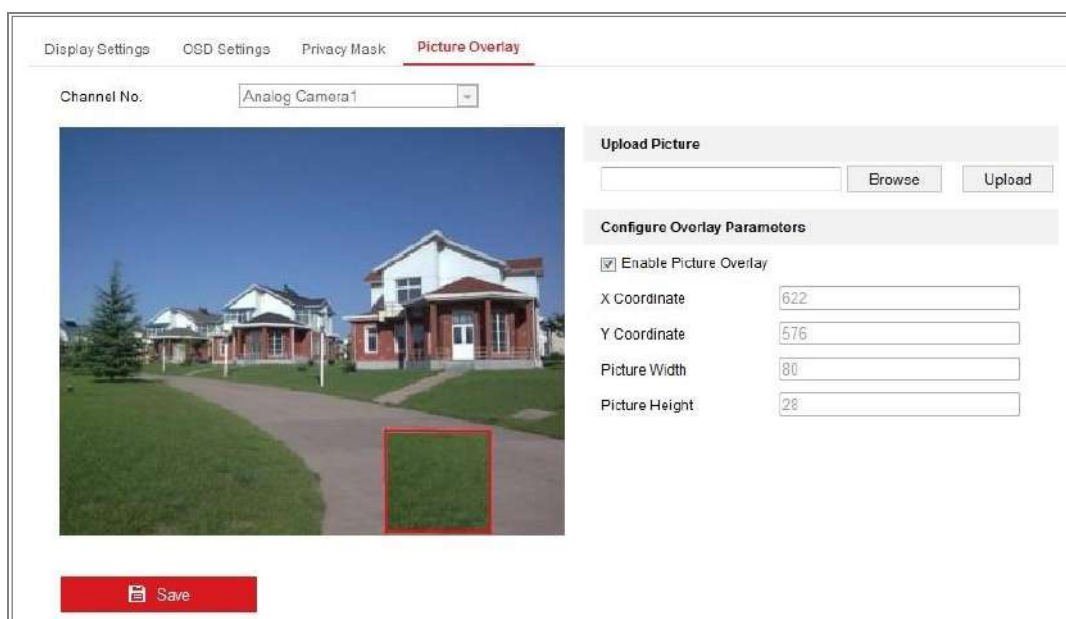 Display Settings OSD Settings Privacy Mask Picture Overlay
Channel No. Analog Camera1
Upload Picture
Browse Upload
Configure Overlay Parameters
Enable Picture Overlay
X Coordinate 622
Y Coordinate 576
Picture Width 80
Picture Height 28
Save